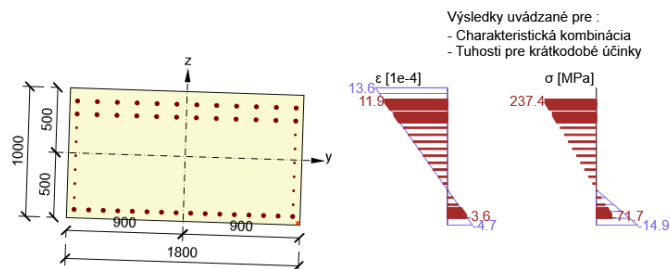 Výsledky uvádzané pre :
- Charakteristická kombinácia
- Tuhosti pre krátkodobé účinky
z
ε [1e-4]
σ [MPa]
13.6
11.9
237.4
500
1000
y
500
-3.6
-4.7
-71.7
-14.9
900
900
1800